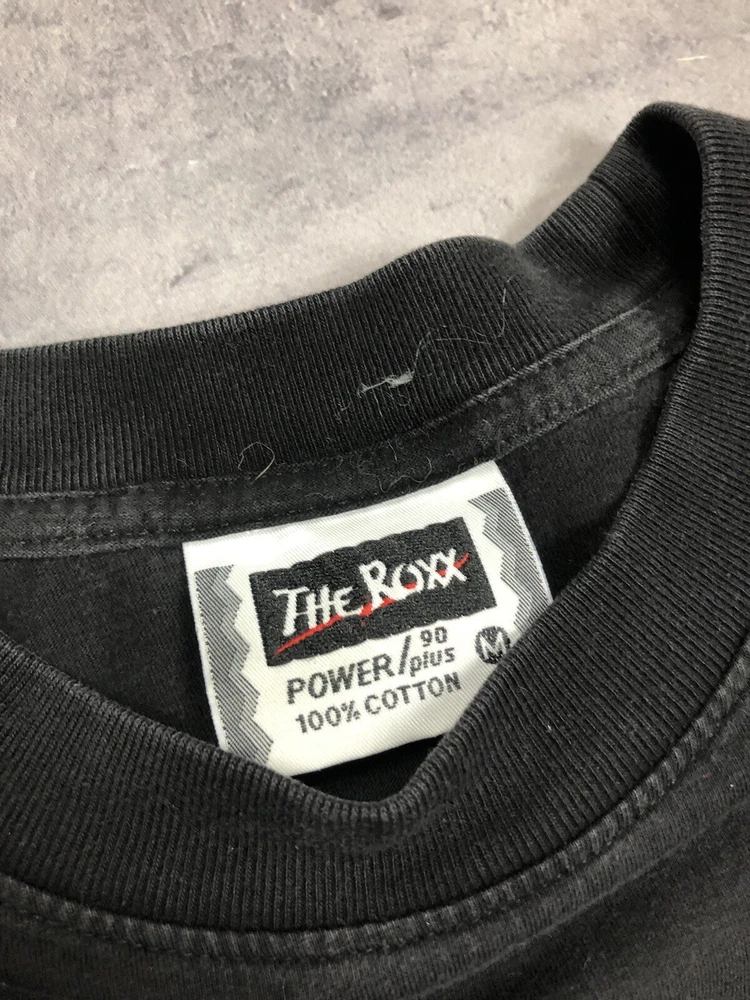 THE ROXX
POWER/90 plus M
100% COTTON